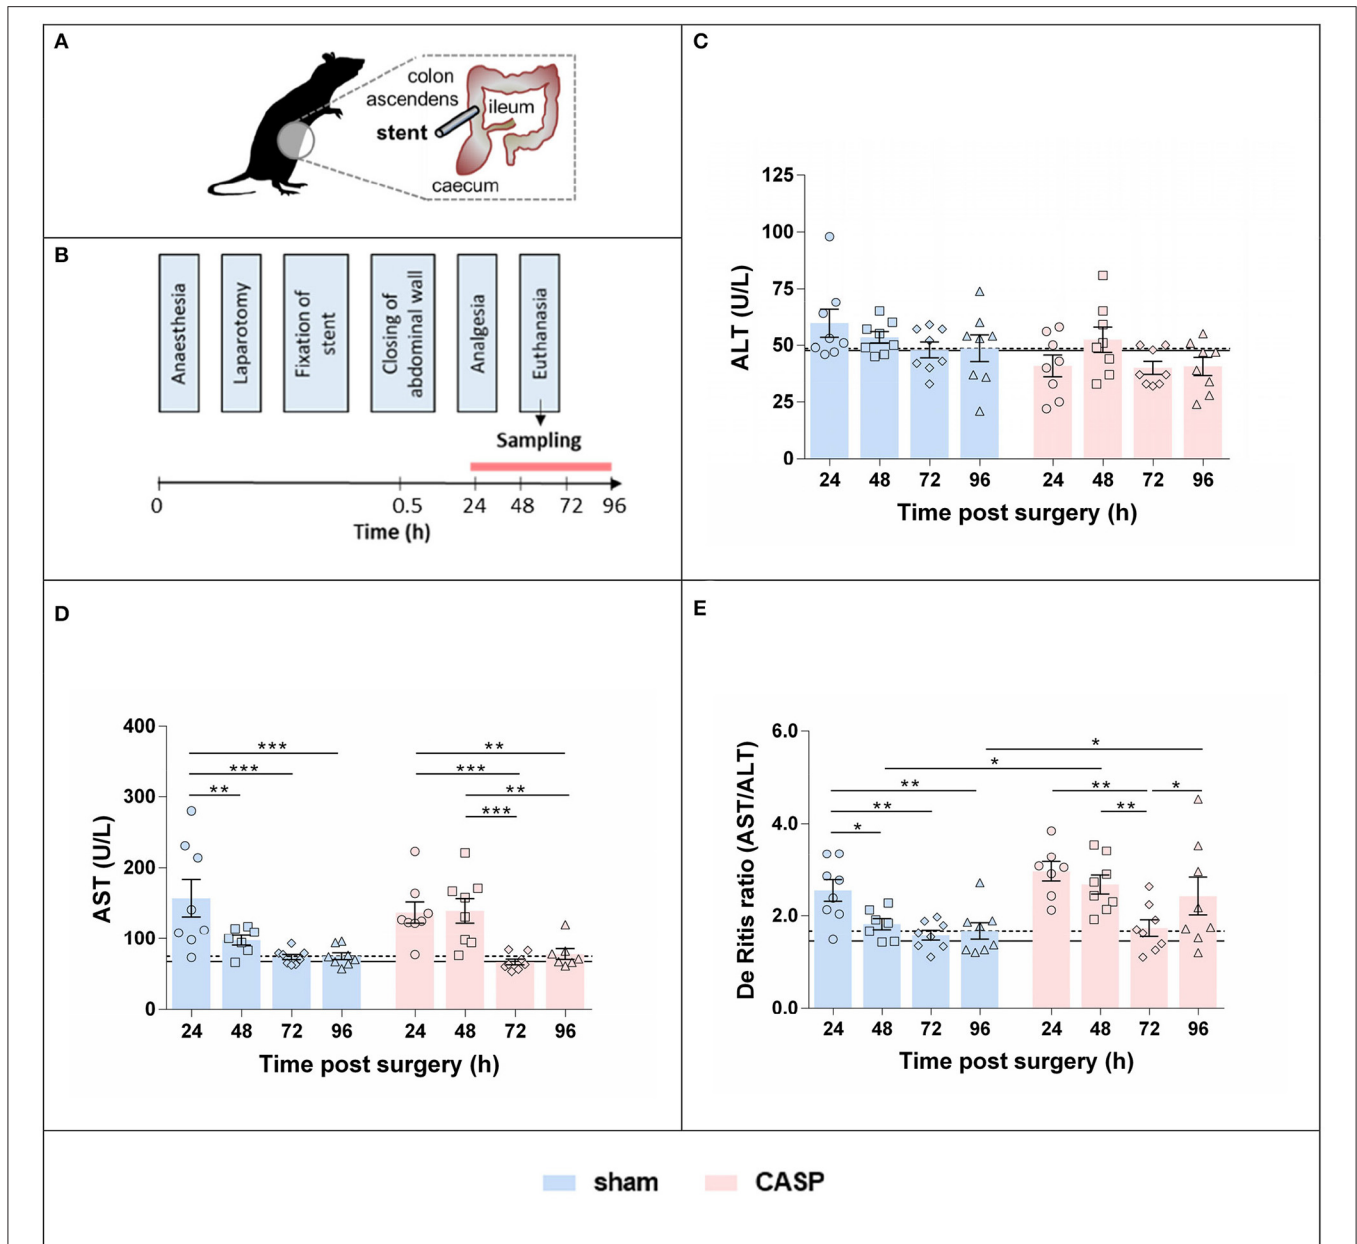 A
colon
ascendens
ileum
stent
caecum
B
Anaesthesia
Laparotomy
Fixation of
stent
Closing of
abdominal wall
Analgesia
Euthanasia
Sampling
0
0.5
24
48
72
96
Time (h)
C
ALT (U/L)
125
100
75
50
25
0
24 48 72 96 24 48 72 96
Time post surgery (h)
D
AST (U/L)
400
300
200
100
0
*** **
*** ***
** **
***
24 48 72 96 24 48 72 96
Time post surgery (h)
E
De Ritis ratio (AST/ALT)
6.0
4.0
2.0
0.0
*
*
** ** *
** **
*
24 48 72 96 24 48 72 96
Time post surgery (h)
sham CASP